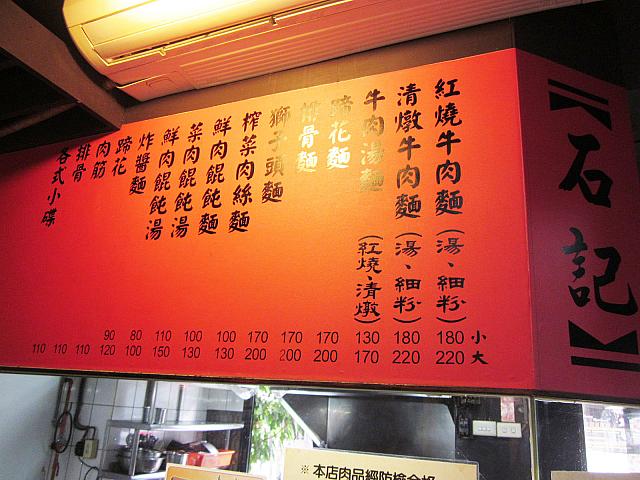 【石記】
紅燒牛肉麵(湯、細粉)
清燉牛肉麵(湯、細粉)
牛肉湯麵(紅燒、清燉)
蹄花麵
排骨麵
獅子頭麵
榨菜肉絲麵
鮮肉餛飩麵
菜肉餛飩湯
鮮肉餛飩湯
炸醬麵
蹄花
肉筋
排骨
各式小碟
90 80 110 100 100 170 170 170 130 180 180 小
110 110 110 120 100 150 130 130 200 200 200 170 220 220 大
※本店肉品經防檢合格